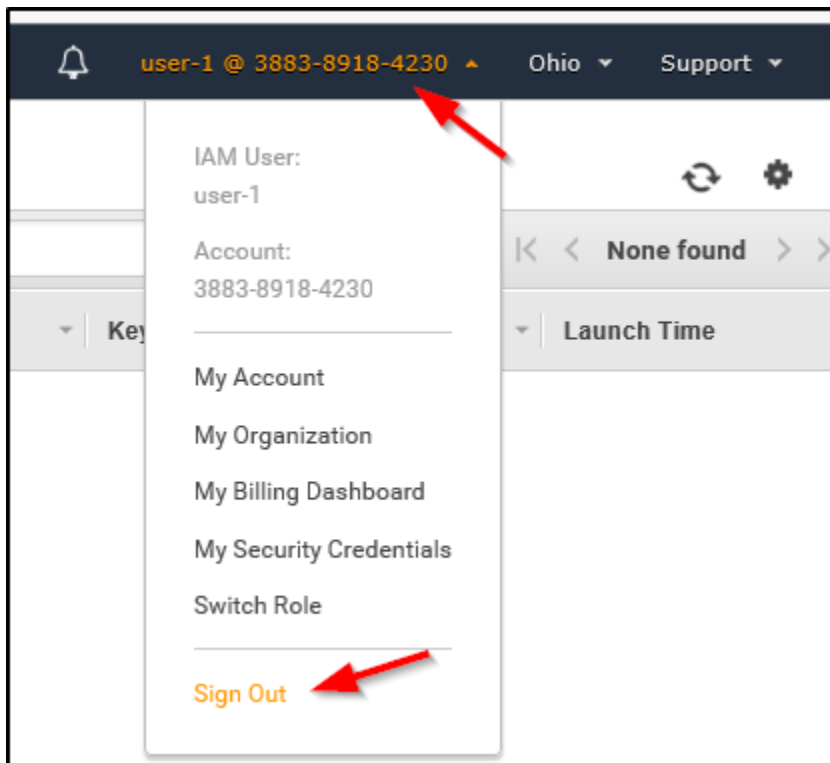 user-1 @ 3883-8918-4230 Ohio Support
IAM User:
user-1
Account:
3883-8918-4230
None found
Launch Time
My Account
My Organization
My Billing Dashboard
My Security Credentials
Switch Role
Sign Out